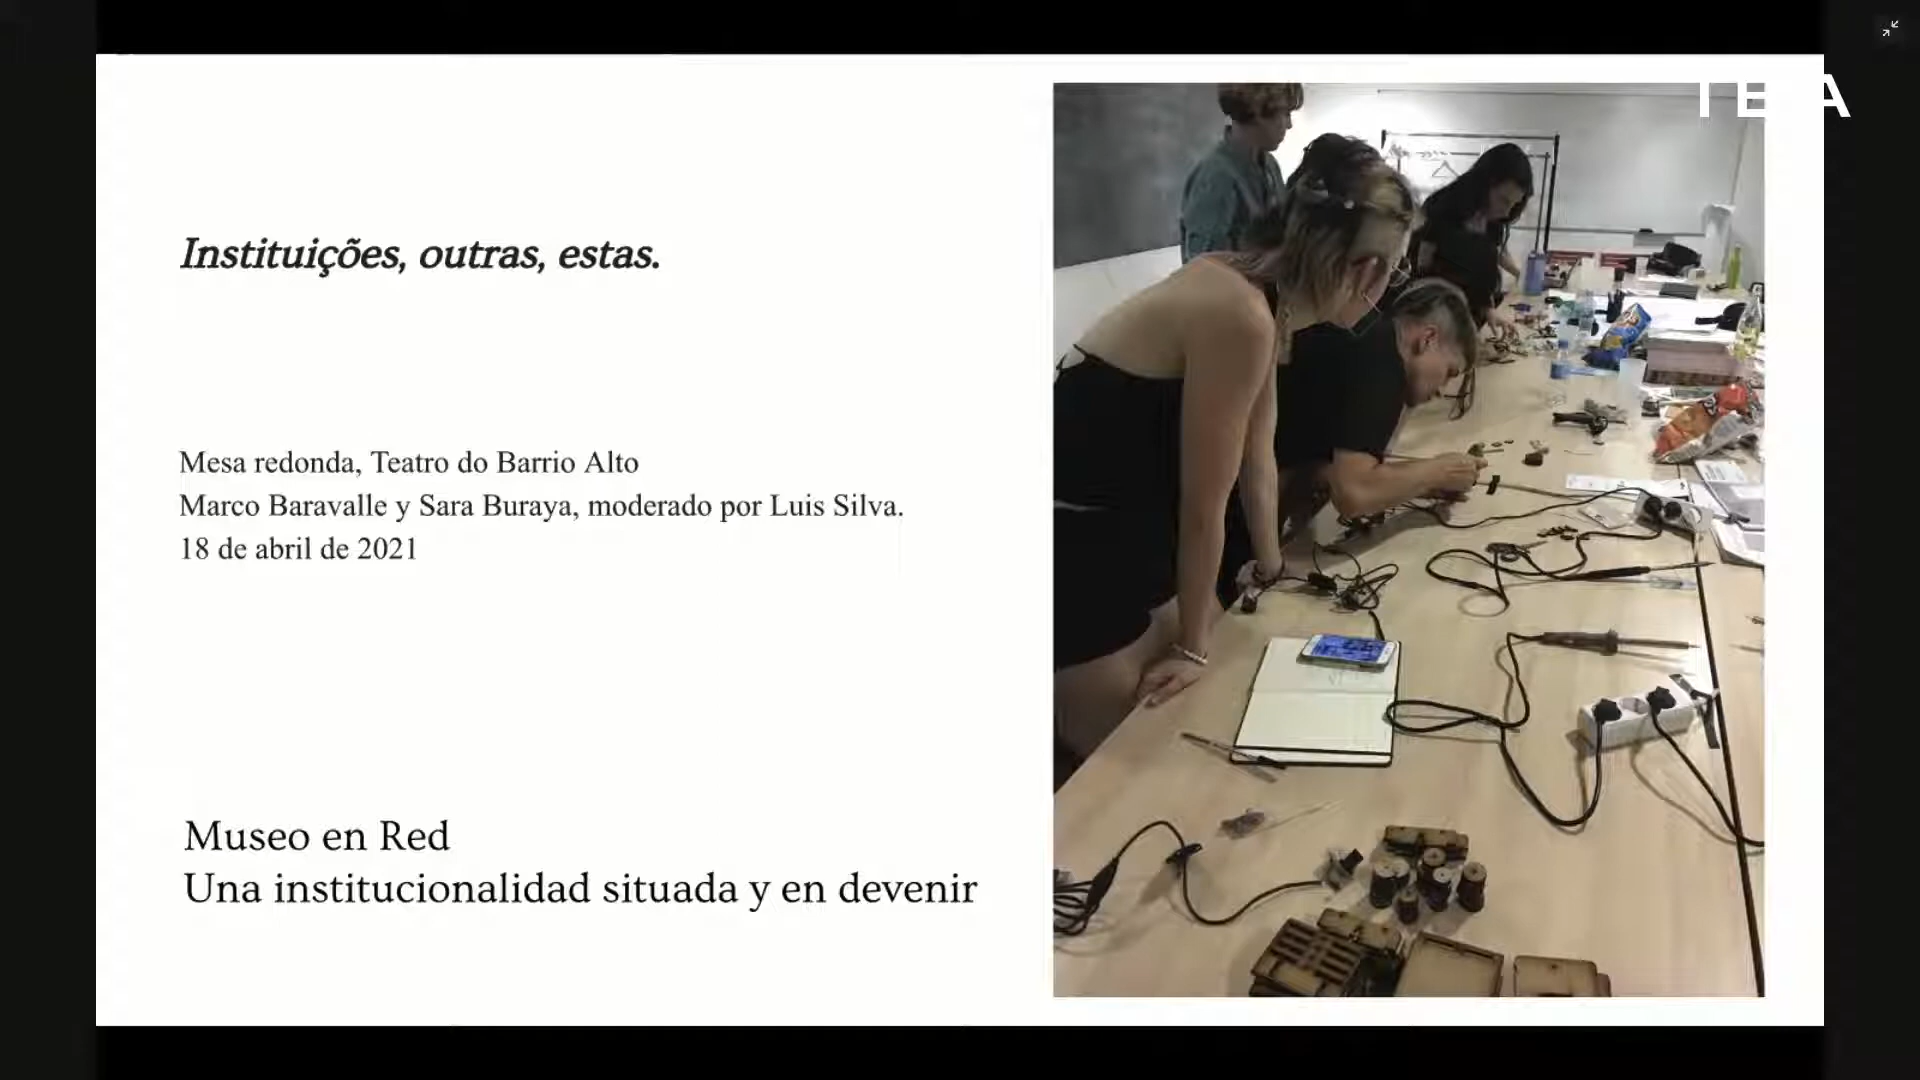 Instituições, outras, estas.
Mesa redonda, Teatro do Barrio Alto
Marco Baravalle y Sara Buraya, moderado por Luis Silva.
18 de abril de 2021
Museo en Red
Una institucionalidad situada y en devenir